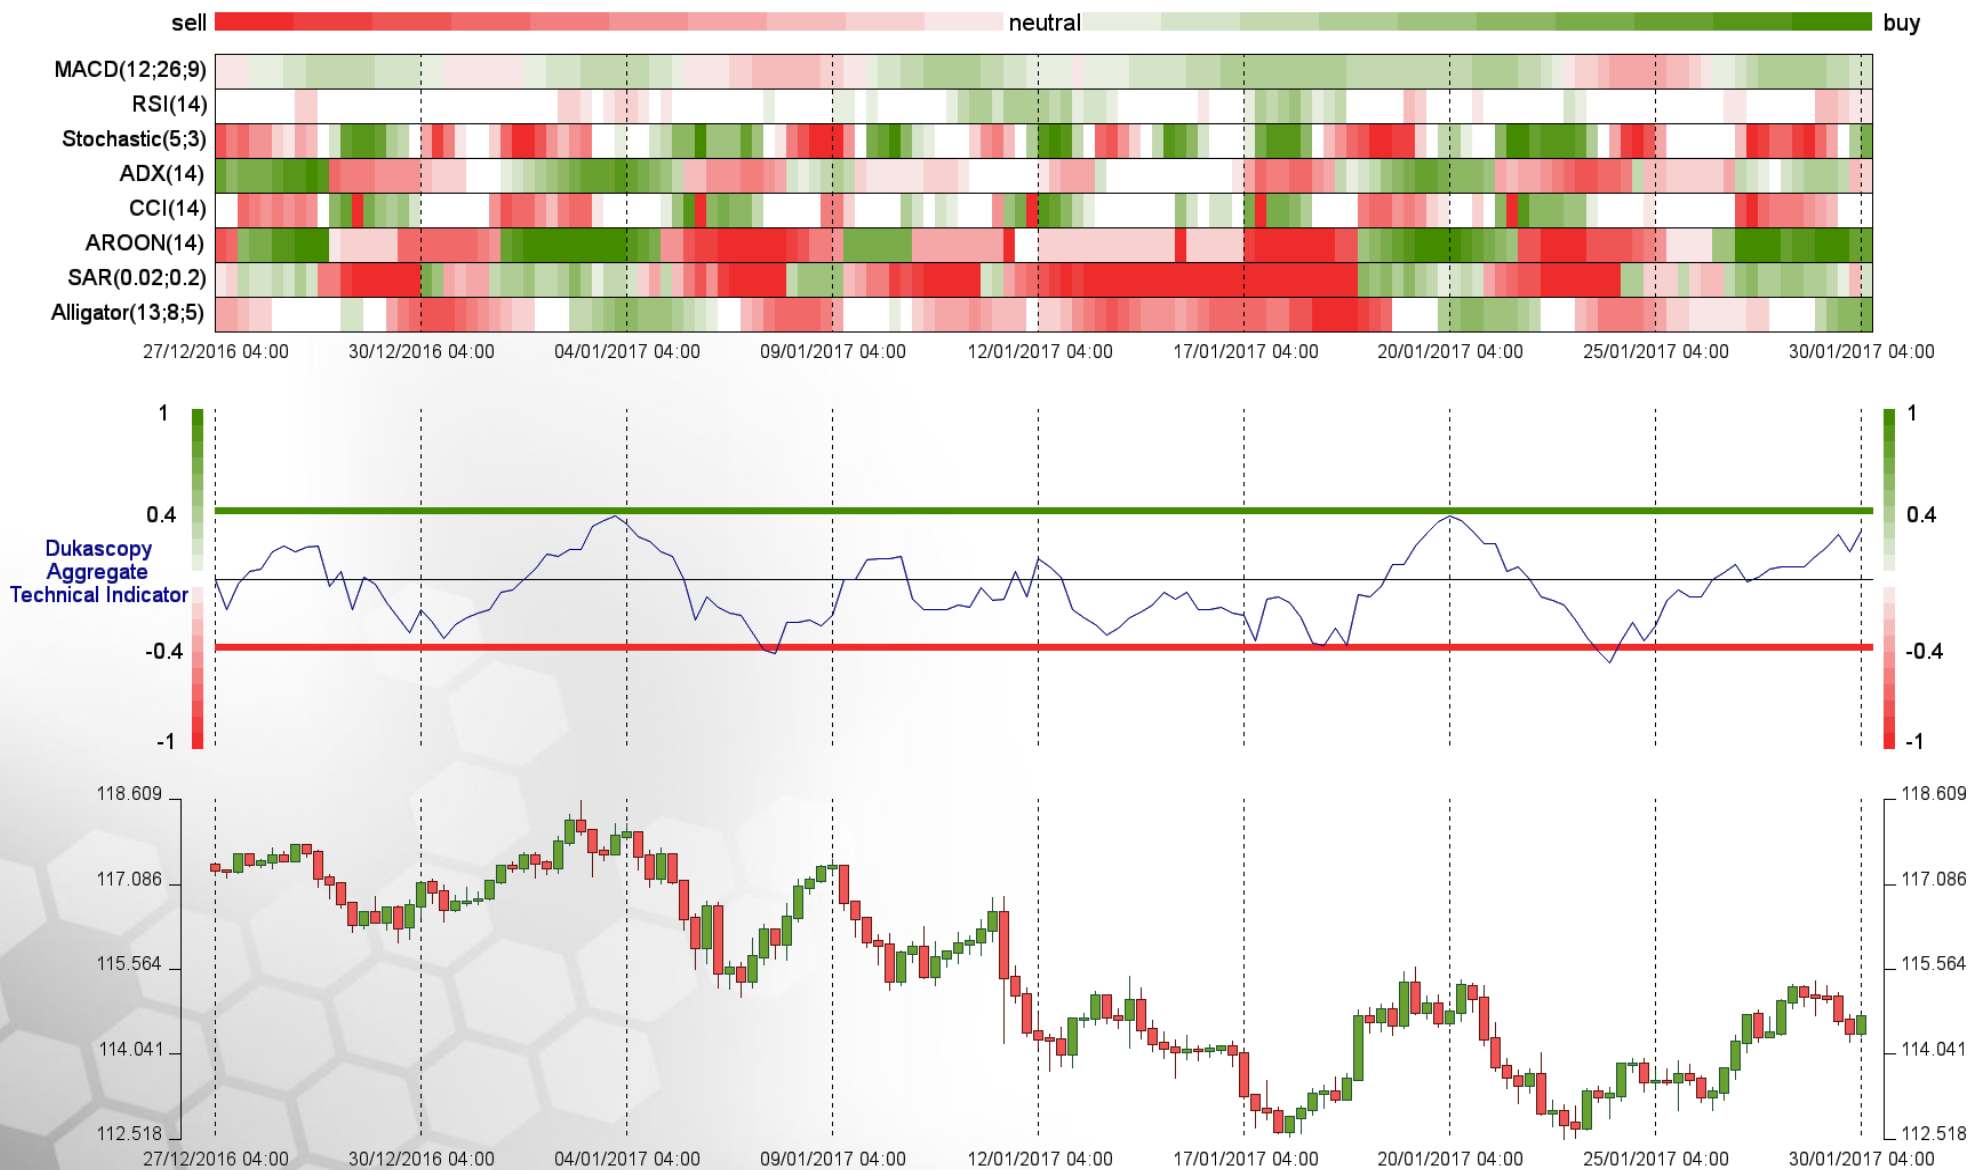 sell neutral buy
MACD(12;26;9)
RSI(14)
Stochastic(5;3)
ADX(14)
CCI(14)
AROON(14)
SAR(0.02;0.2)
Alligator(13;8;5)
27/12/2016 04:00 30/12/2016 04:00 04/01/2017 04:00 09/01/2017 04:00 12/01/2017 04:00 17/01/2017 04:00 20/01/2017 04:00 25/01/2017 04:00 30/01/2017 04:00
1 1
0.4 0.4
Dukascopy
Aggregate
Technical Indicator
-0.4 -0.4
-1 -1
118.609 118.609
117.086 117.086
115.564 115.564
114.041 114.041
112.518 112.518
27/12/2016 04:00 30/12/2016 04:00 04/01/2017 04:00 09/01/2017 04:00 12/01/2017 04:00 17/01/2017 04:00 20/01/2017 04:00 25/01/2017 04:00 30/01/2017 04:00